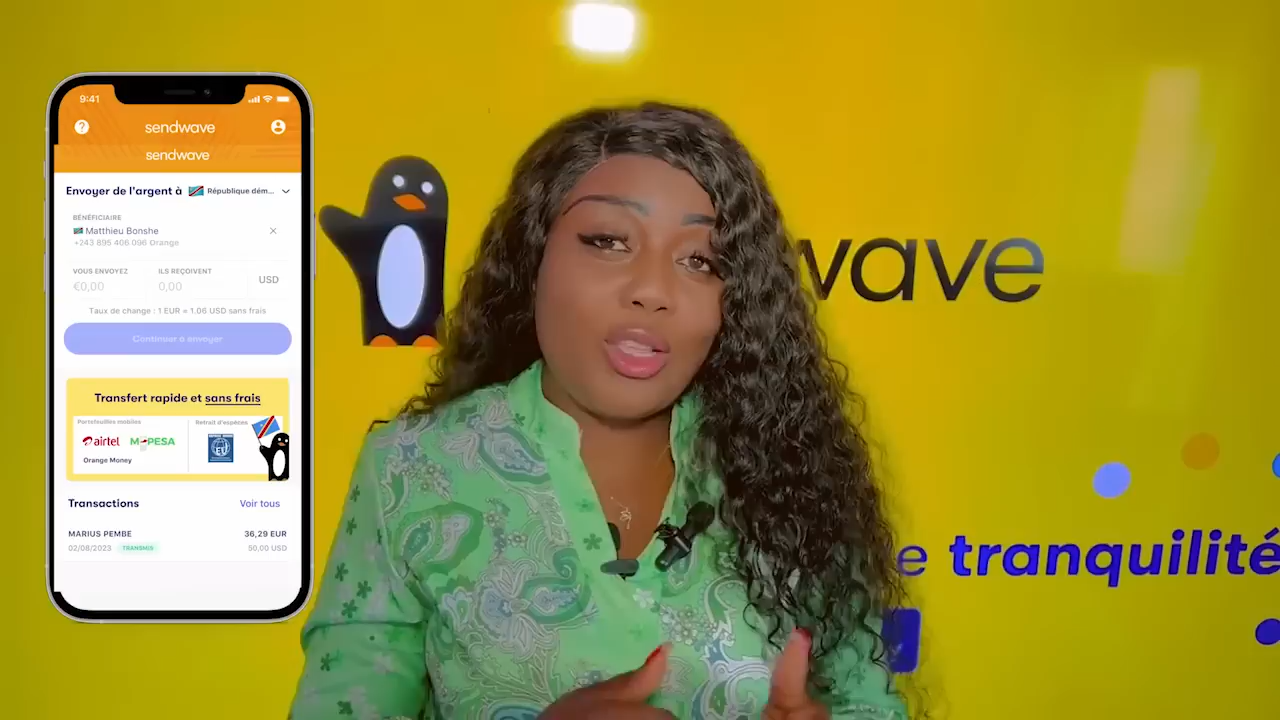 9:41
sendwave
sendwave
Envoyer de l'argent à République dém...
BÉNÉFICIAIRE
Matthieu Bonshe
+243 895 406 096 Orange
VOUS ENVOYEZ
ILS REÇOIVENT
€0,00
0,00
USD
Taux de change : 1 EUR = 1.06 USD sans frais
Continuer à envoyer
Transfert rapide et sans frais
Portefeuilles mobiles
Retrait d'espèces
airtel
M-PESA
Orange Money
Transactions
Voir tous
MARIUS PEMBE
36,29 EUR
02/08/2023
TRANSMIS
50,00 USD
wave
e tranquilité